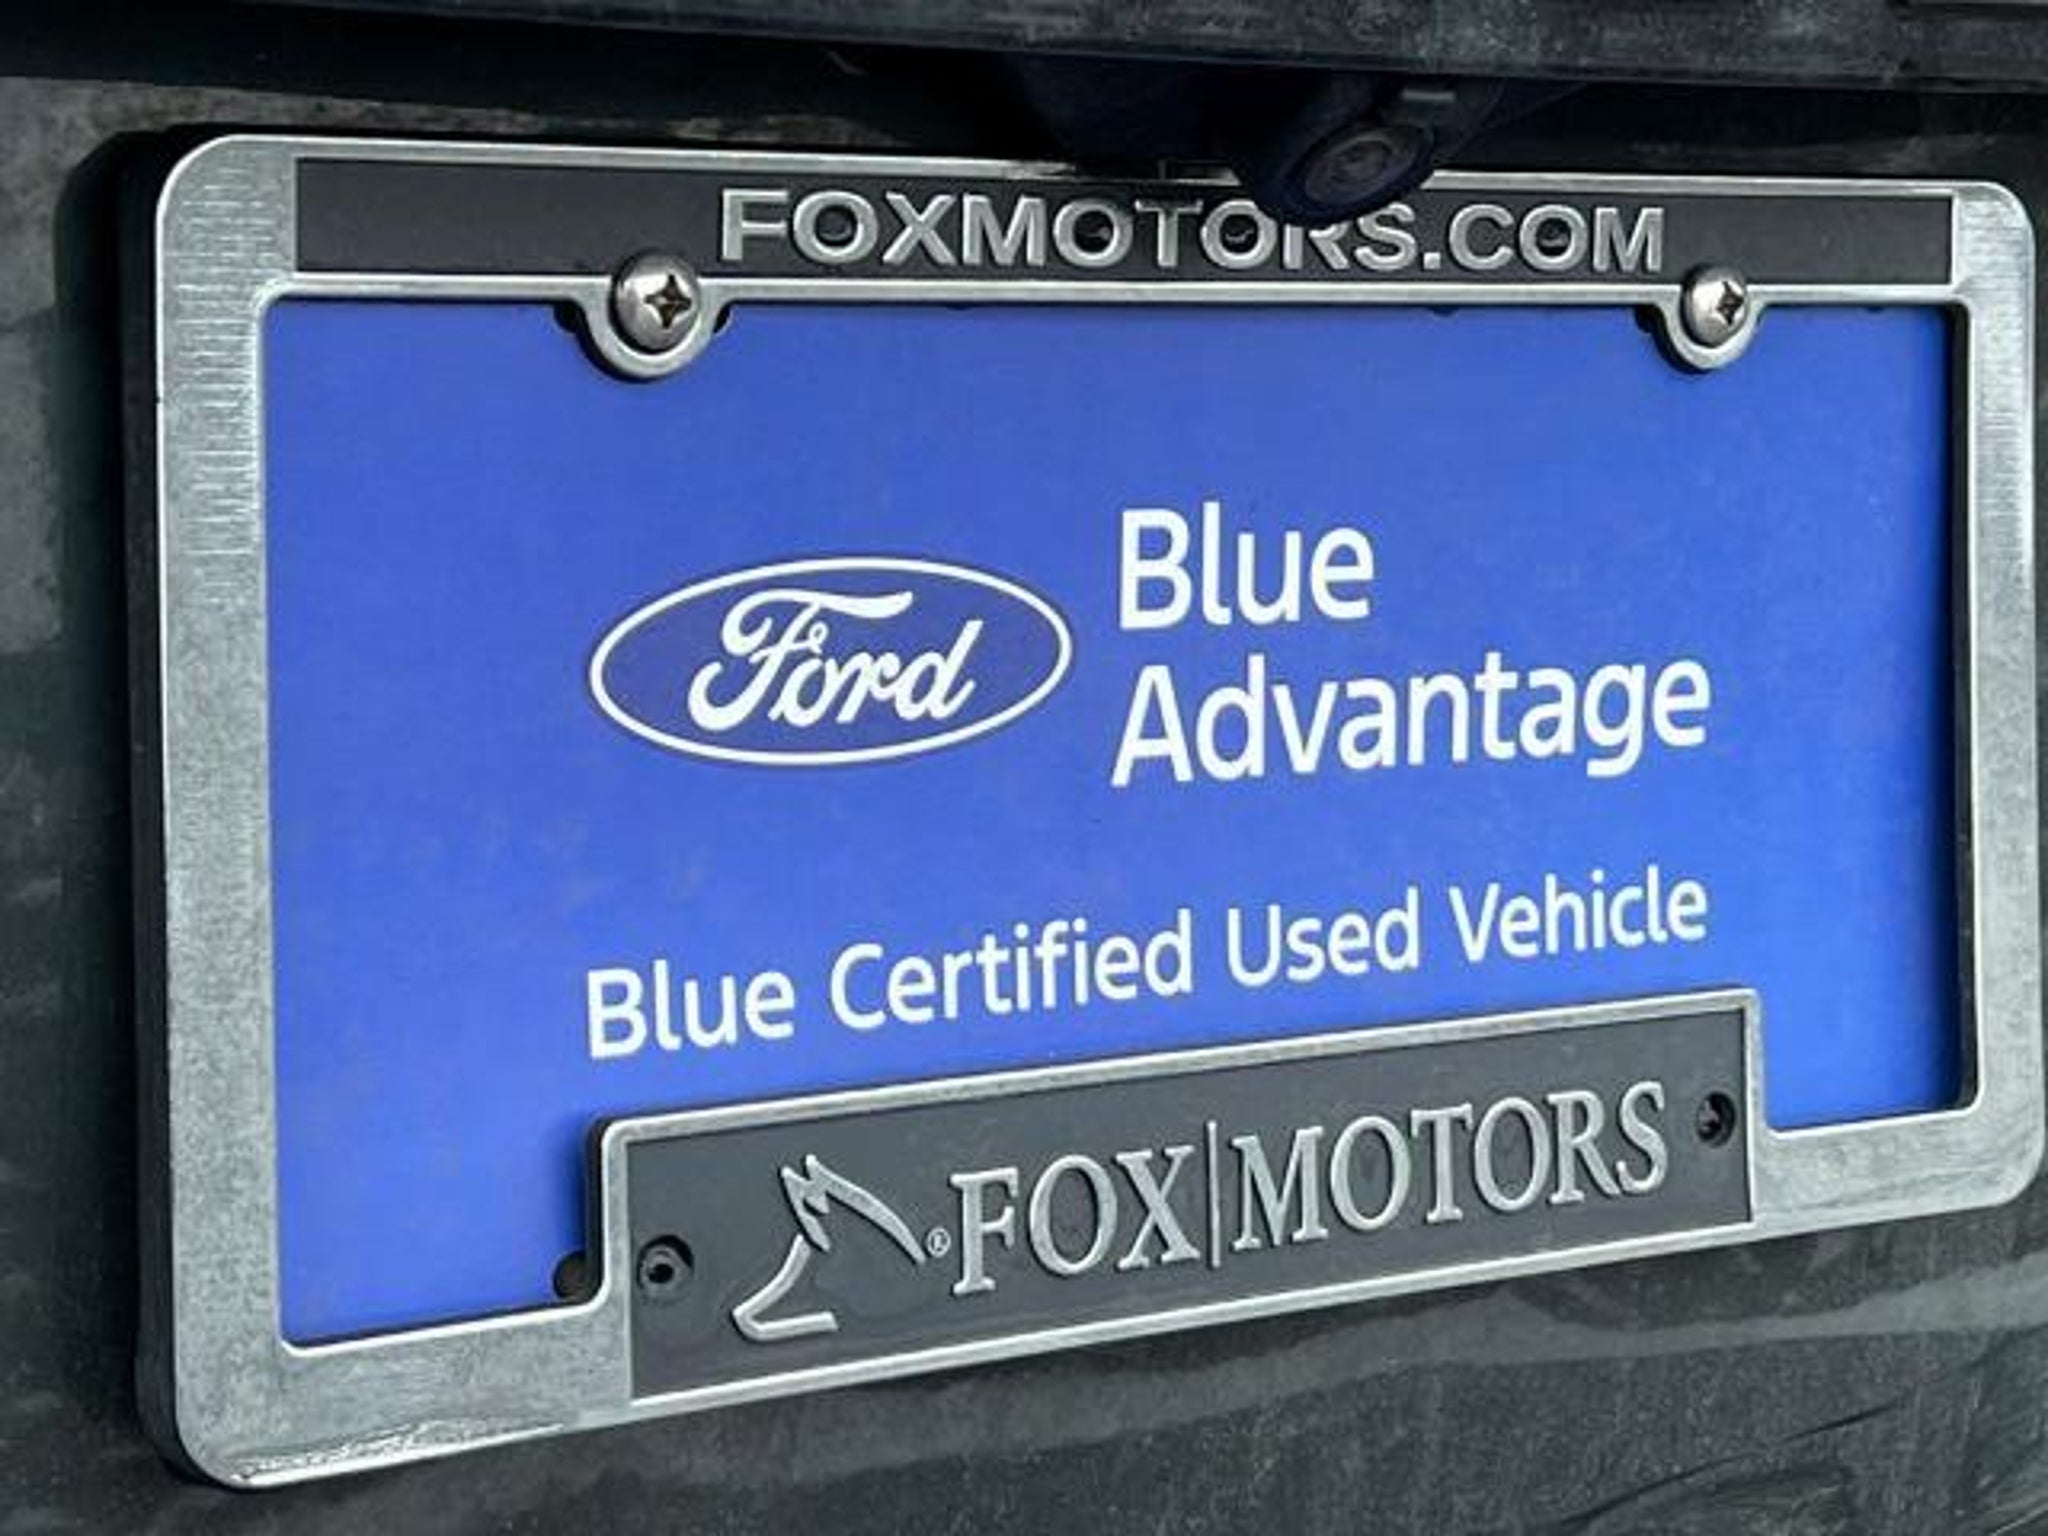 FOXMOTORS.COM
Ford
Blue
Advantage
Blue Certified Used Vehicle
®FOX|MOTORS